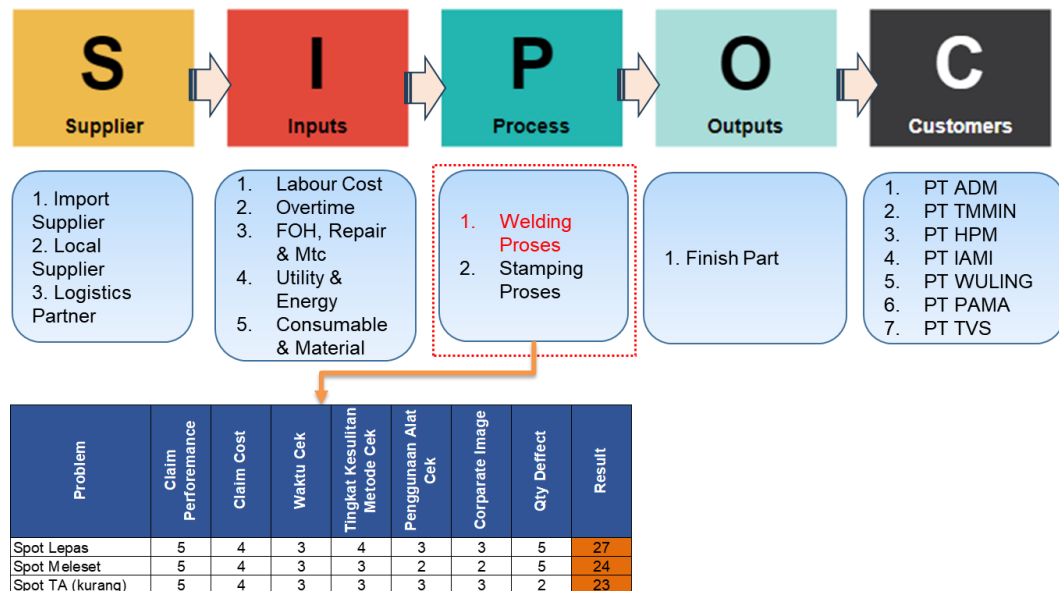 S I P O C
Supplier Inputs Process Outputs Customers
1. Import
Supplier
2. Local
Supplier
3. Logistics
Partner
1. Labour Cost
2. Overtime
3. FOH, Repair
& Mtc
4. Utility &
Energy
5. Consumable
& Material
1. Welding
Proses
2. Stamping
Proses
1. Finish Part
1. PT ADM
2. PT TMMIN
3. PT HPM
4. PT IAMI
5. PT WULING
6. PT PAMA
7. PT TVS
Problem
Claim
Perforemance
Claim Cost
Waktu Cek
Tingkat Kesulitan
Metode Cek
Penggunaan Alat
Cek
Corparate Image
Qty Deffect
Result
Spot Lepas 5 4 3 4 3 3 5 27
Spot Meleset 5 4 3 3 2 2 5 24
Spot TA (kurang) 5 4 3 3 3 3 2 23